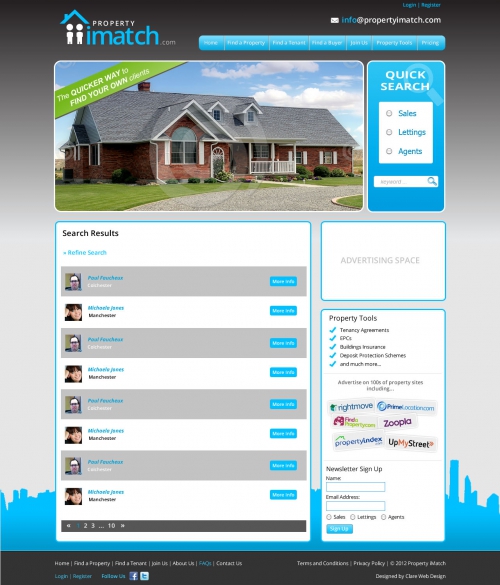 Login | Register
PROPERTY
imatch.com
info@propertyimatch.com
Home Find a Property Find a Tenant Find a Buyer Join Us Property Tools Pricing
The QUICKER WAY to
FIND YOUR OWN clients
QUICK
SEARCH
Sales
Lettings
Agents
keyword ...
Search Results
» Refine Search
Paul Foucheux
Colchester
More Info
Michaela Jones
Manchester
More Info
Paul Foucheux
Colchester
More Info
Michaela Jones
Manchester
More Info
Paul Foucheux
Colchester
More Info
Michaela Jones
Manchester
More Info
Paul Foucheux
Colchester
More Info
Michaela Jones
Manchester
More Info
« 1 2 3 ... 10 »
ADVERTISING SPACE
Property Tools
Tenancy Agreements
EPCs
Buildings Insurance
Deposit Protection Schemes
and much more...
Advertise on 100s of property sites
including...
rightmove
PrimeLocation.com
Find a Property.com
Zoopla
propertyindex.com
UpMyStreet
Newsletter Sign Up
Name:
Email Address:
Sales Lettings Agents
Sign Up
Home | Find a Property | Find a Tenant | Join Us | About Us | FAQs | Contact Us
Terms and Conditions | Privacy Policy | © 2012 Property iMatch
Login | Register Follow Us
Designed by Clare Web Design